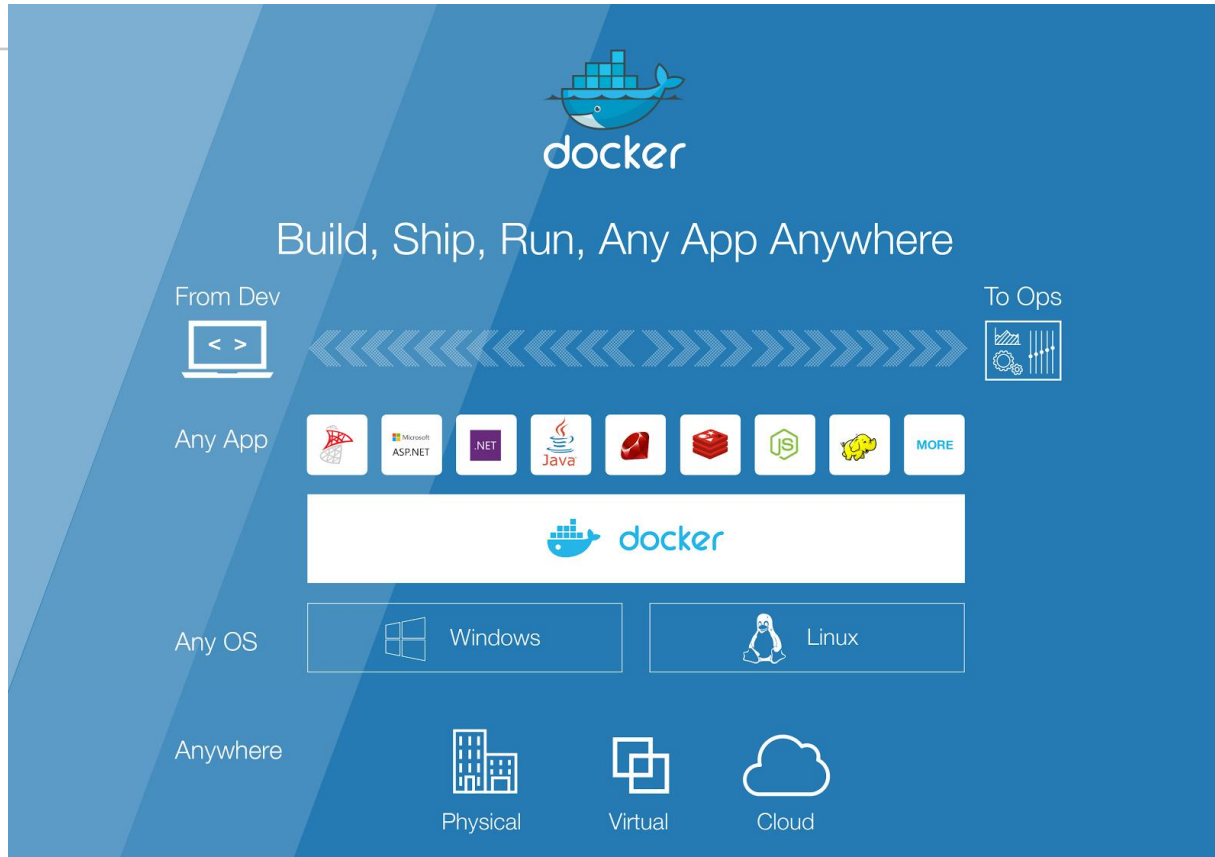 docker
Build, Ship, Run, Any App Anywhere
From Dev
To Ops
< >
Any App
Microsoft
ASP.NET
.NET
Java
JS
MORE
docker
Any OS
Windows
Linux
Anywhere
Physical
Virtual
Cloud